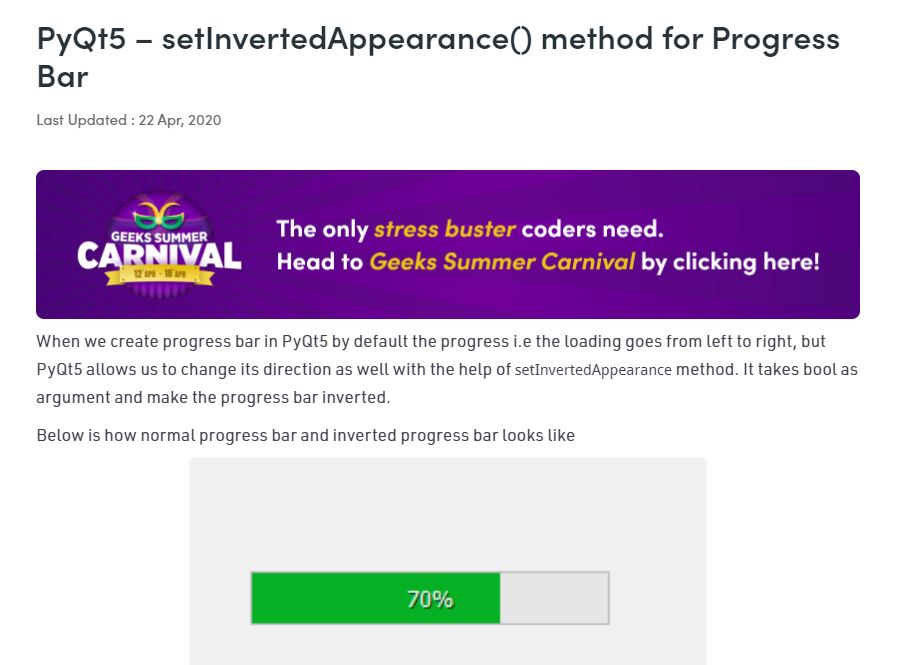 PyQt5 – setInvertedAppearance() method for Progress
Bar
Last Updated : 22 Apr, 2020
GEEKS SUMMER
CARNIVAL
12 APR - 18 APR
The only stress buster coders need.
Head to Geeks Summer Carnival by clicking here!
When we create progress bar in PyQt5 by default the progress i.e the loading goes from left to right, but
PyQt5 allows us to change its direction as well with the help of setInvertedAppearance method. It takes bool as
argument and make the progress bar inverted.
Below is how normal progress bar and inverted progress bar looks like
70%